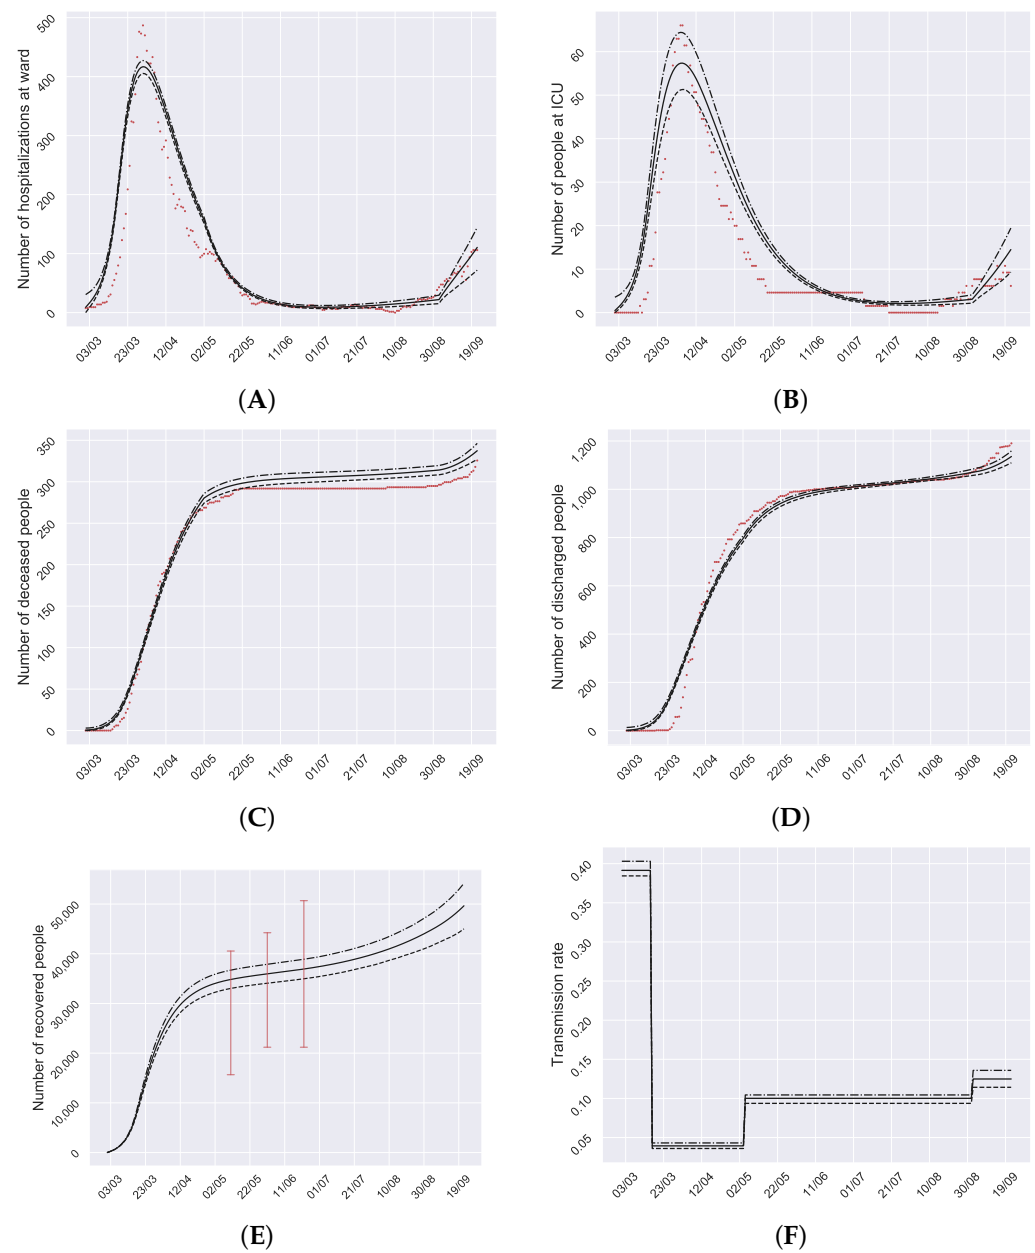 Number of hospitalizations at ward
500
400
300
200
100
0
03/03 23/03 12/04 02/05 22/05 11/06 01/07 21/07 10/08 30/08 19/09
(A)
Number of people at ICU
60
50
40
30
20
10
0
03/03 23/03 12/04 02/05 22/05 11/06 01/07 21/07 10/08 30/08 19/09
(B)
Number of deceased people
350
300
250
200
150
100
50
0
03/03 23/03 12/04 02/05 22/05 11/06 01/07 21/07 10/08 30/08 19/09
(C)
Number of discharged people
1,200
1,000
800
600
400
200
0
03/03 23/03 12/04 02/05 22/05 11/06 01/07 21/07 10/08 30/08 19/09
(D)
Number of recovered people
50,000
40,000
30,000
20,000
10,000
0
03/03 23/03 12/04 02/05 22/05 11/06 01/07 21/07 10/08 30/08 19/09
(E)
Transmission rate
0.40
0.35
0.30
0.25
0.20
0.15
0.10
0.05
03/03 23/03 12/04 02/05 22/05 11/06 01/07 21/07 10/08 30/08 19/09
(F)